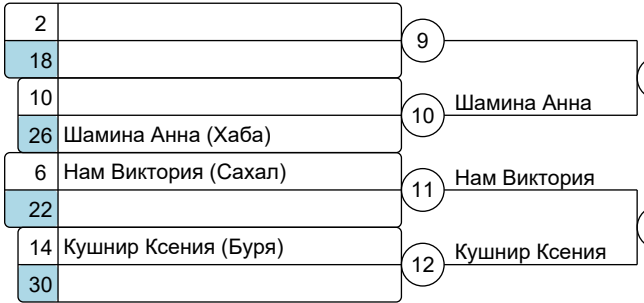 2
9
18
10
10 Шамина Анна
26 Шамина Анна (Хаба)
6 Нам Виктория (Сахал)
11 Нам Виктория
22
14 Кушнир Ксения (Буря)
12 Кушнир Ксения
30